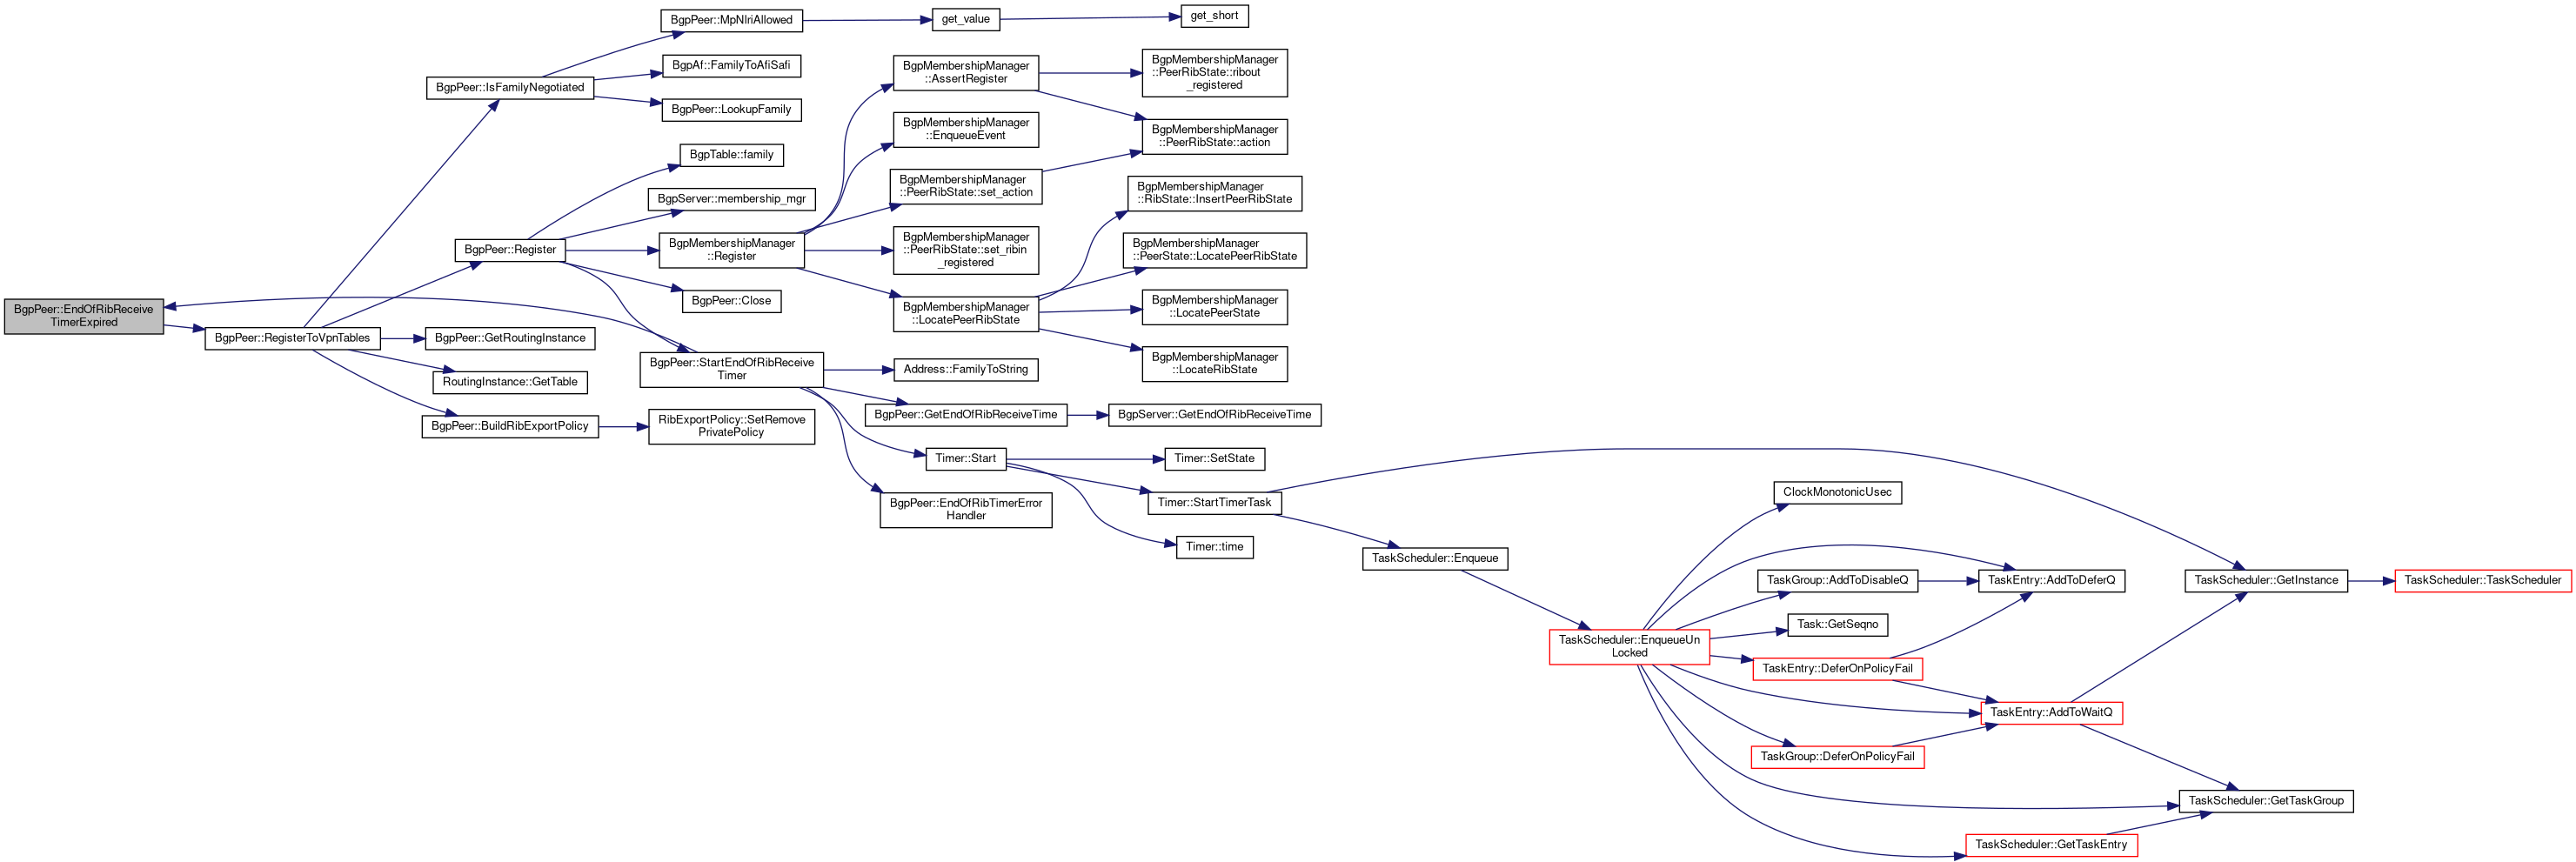 BgpPeer::EndOfRibReceive
TimerExpired
BgpPeer::RegisterToVpnTables
BgpPeer::IsFamilyNegotiated
BgpPeer::MpNlriAllowed
get_value
get_short
BgpAf::FamilyToAfiSafi
BgpPeer::LookupFamily
BgpPeer::Register
BgpTable::family
BgpServer::membership_mgr
BgpMembershipManager
::Register
BgpMembershipManager
::AssertRegister
BgpMembershipManager
::PeerRibState::ribout
_registered
BgpMembershipManager
::PeerRibState::action
BgpMembershipManager
::EnqueueEvent
BgpMembershipManager
::PeerRibState::set_action
BgpMembershipManager
::PeerRibState::set_ribin
_registered
BgpMembershipManager
::LocatePeerRibState
BgpMembershipManager
::RibState::InsertPeerRibState
BgpMembershipManager
::PeerState::LocatePeerRibState
BgpMembershipManager
::LocatePeerState
BgpMembershipManager
::LocateRibState
BgpPeer::Close
BgpPeer::StartEndOfRibReceive
Timer
Address::FamilyToString
BgpPeer::GetEndOfRibReceiveTime
BgpServer::GetEndOfRibReceiveTime
Timer::Start
Timer::SetState
Timer::StartTimerTask
Timer::time
BgpPeer::EndOfRibTimerError
Handler
BgpPeer::GetRoutingInstance
RoutingInstance::GetTable
BgpPeer::BuildRibExportPolicy
RibExportPolicy::SetRemove
PrivatePolicy
TaskScheduler::Enqueue
TaskScheduler::EnqueueUn
Locked
ClockMonotonicUsec
TaskGroup::AddToDisableQ
TaskEntry::AddToDeferQ
Task::GetSeqno
TaskEntry::DeferOnPolicyFail
TaskEntry::AddToWaitQ
TaskGroup::DeferOnPolicyFail
TaskScheduler::GetInstance
TaskScheduler::TaskScheduler
TaskScheduler::GetTaskGroup
TaskScheduler::GetTaskEntry